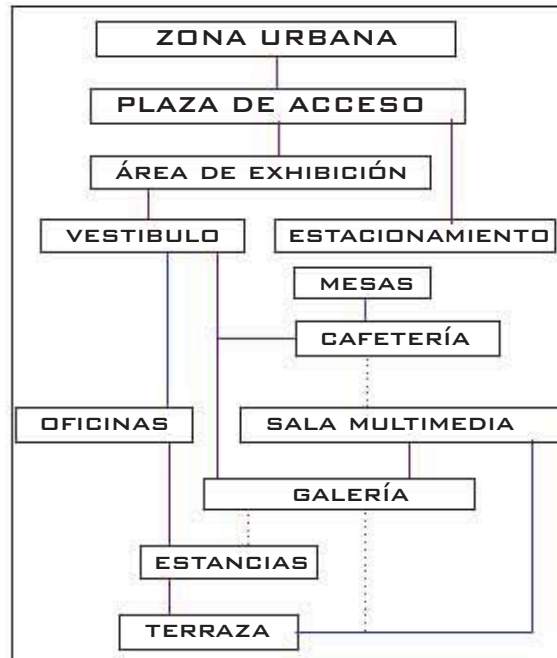 ZONA URBANA
PLAZA DE ACCESO
ÁREA DE EXHIBICIÓN
VESTIBULO
ESTACIONAMIENTO
MESAS
CAFETERÍA
OFICINAS
SALA MULTIMEDIA
GALERÍA
ESTANCIAS
TERRAZA